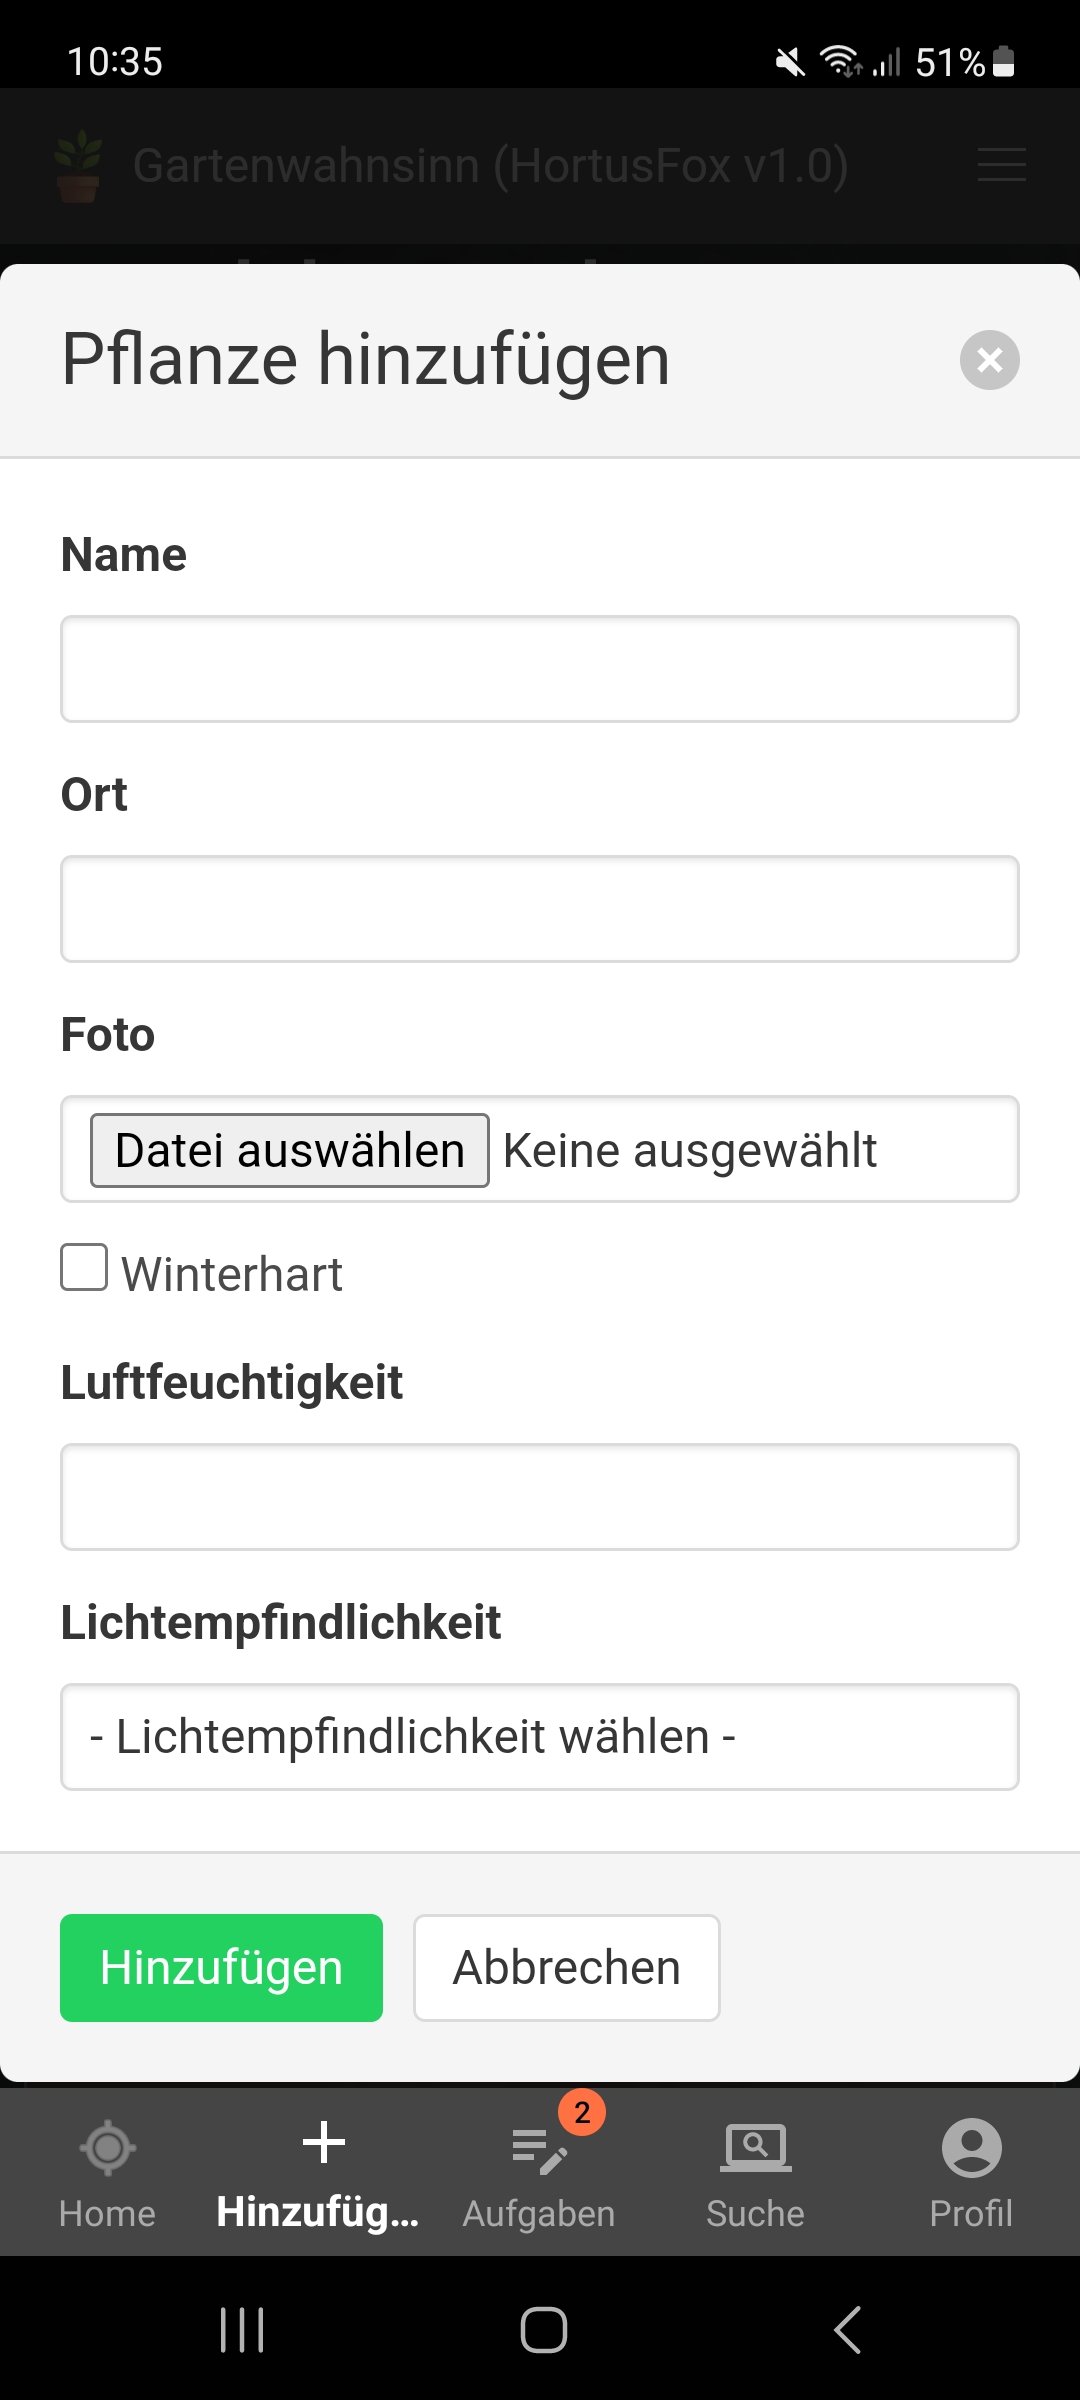 10:35
51%
Gartenwahnsinn (HortusFox v1.0)
Pflanze hinzufügen
Name
Ort
Foto
Datei auswählen Keine ausgewählt
Winterhart
Luftfeuchtigkeit
Lichtempfindlichkeit
- Lichtempfindlichkeit wählen -
Hinzufügen Abbrechen
2
Home Hinzufüg... Aufgaben Suche Profil